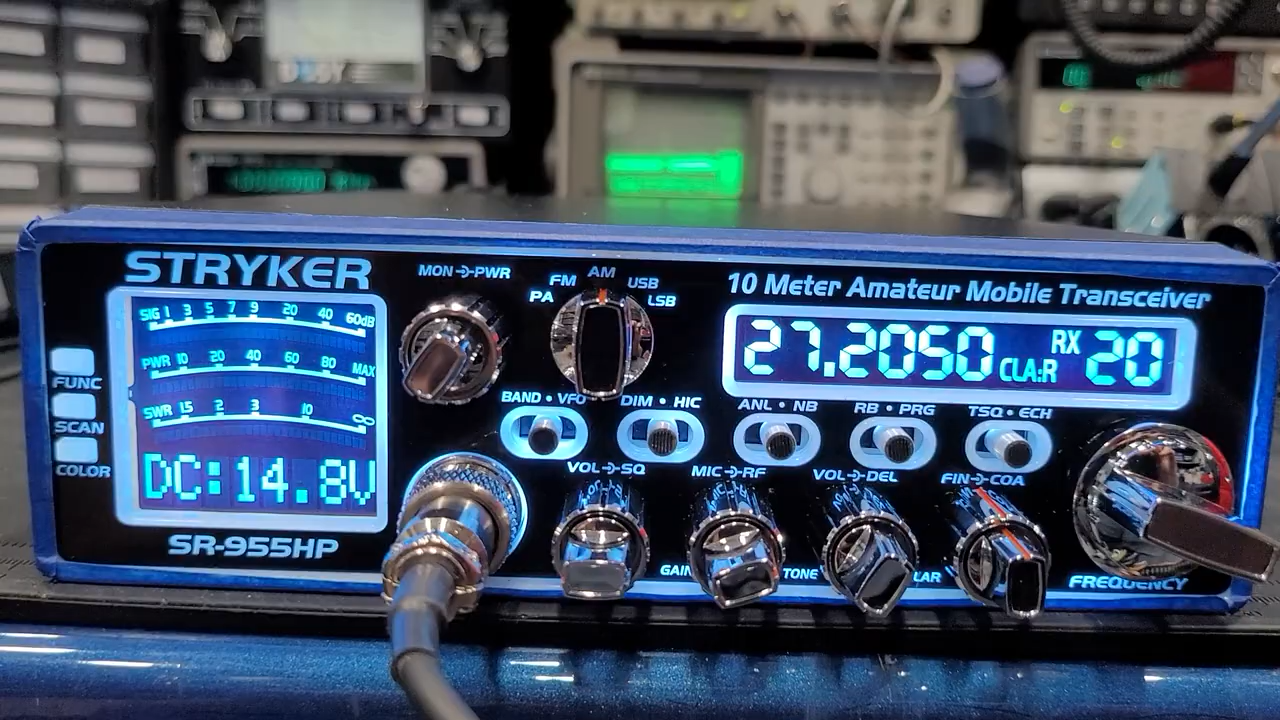 STRYKER
SIG 1 3 5 7 9 20 40 60dB
PWR 10 20 40 60 80 MAX
SWR 1.5 2 3 10 ∞
DC:14.8V
SR-955HP
FUNC
SCAN
COLOR
MON PWR
PA FM AM USB LSB
10 Meter Amateur Mobile Transceiver
27.2050 CLA:R RX 20
BAND • VFO
DIM • HIC
ANL • NB
RB • PRG
TSQ • ECH
VOL SQ
MIC RF
VOL DEL
FIN COA
GAIN
TONE
LAR
FREQUENCY